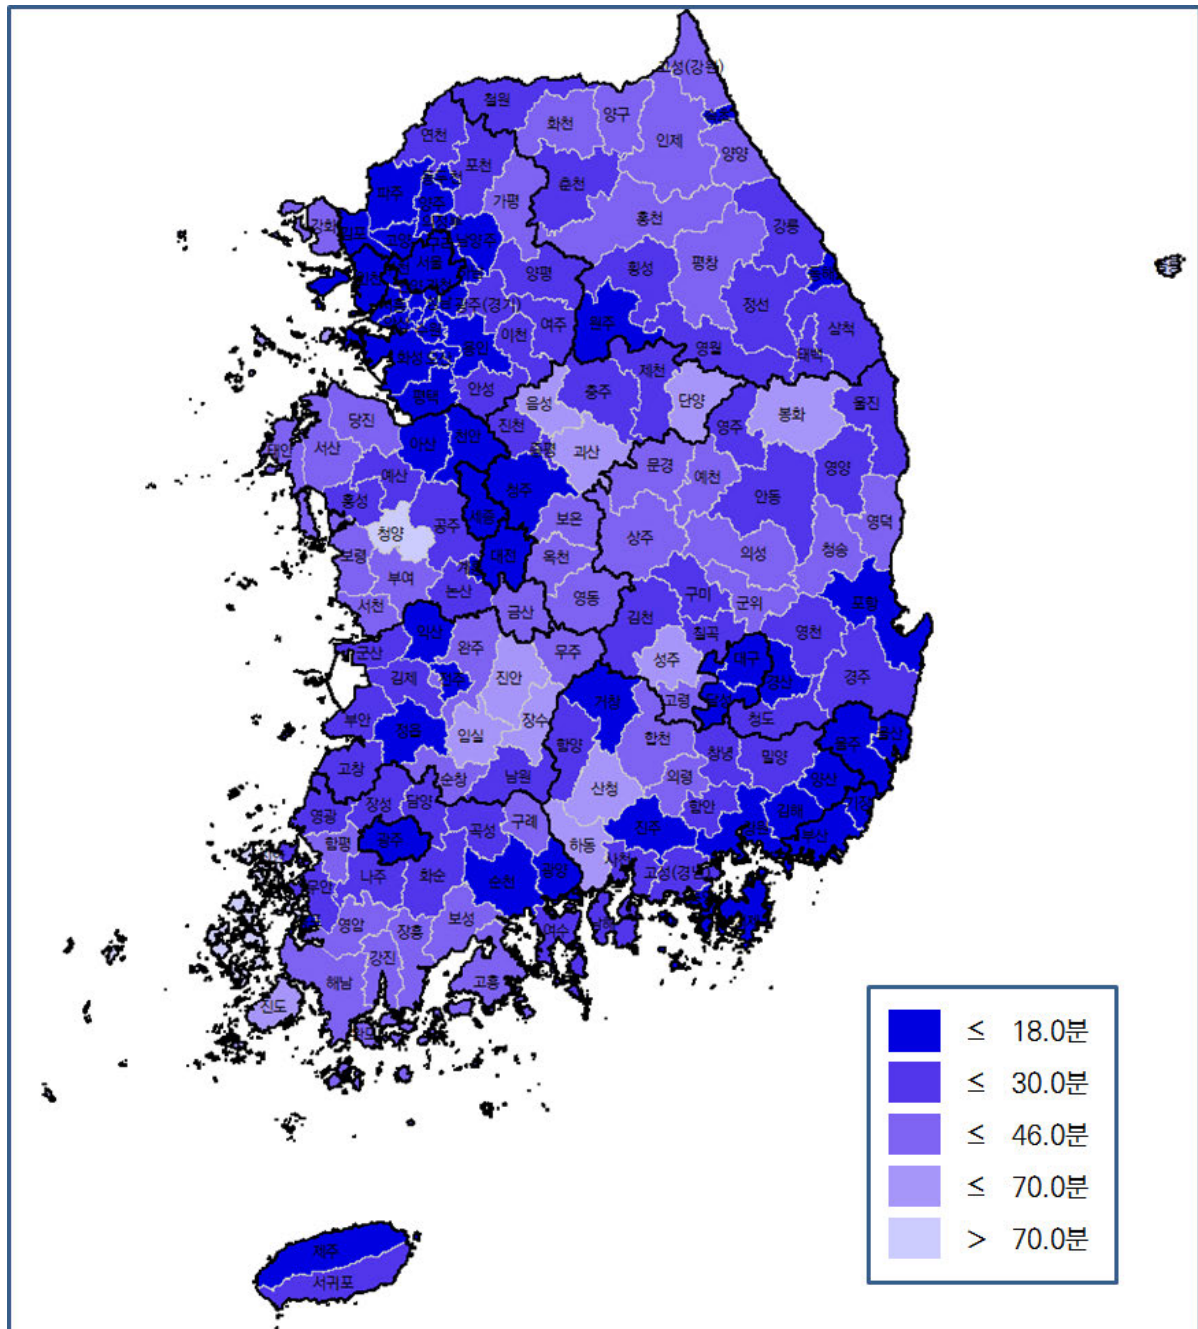 고성(강원)
철원
양구
화천
연천
인제
양양
포천
춘천
파주
가평
양주
홍천
강화
강릉
남양주
고양
서울
평창
횡성
양평
정선
광주(경기)
여주
원주
삼척
이천
영월
용인
태백
화성
제천
안성
충주
평택
음성
단양
울진
봉화
당진
진천
영주
천안
아산
서산
증평
괴산
태안
문경
영양
예산
예천
청주
안동
홍성
보은
세종
공주
영덕
청양
상주
청송
의성
보령
대전
옥천
부여
논산
구미
영동
군위
포항
서천
금산
김천
익산
칠곡
영천
완주
군산
무주
성주
대구
김제
전주
진안
경주
경산
고령
거창
달성
부안
장수
청도
정읍
임실
합천
울산
함양
창녕
밀양
울주
고창
순창
남원
의령
양산
산청
장성
담양
함안
기장
영광
김해
구례
곡성
진주
창원
부산
광주
함평
하동
사천
나주
화순
광양
고성(경남)
순천
무안
보성
영암
여수
남해
장흥
강진
해남
고흥
진도
제주
서귀포
≤ 18.0분
≤ 30.0분
≤ 46.0분
≤ 70.0분
> 70.0분